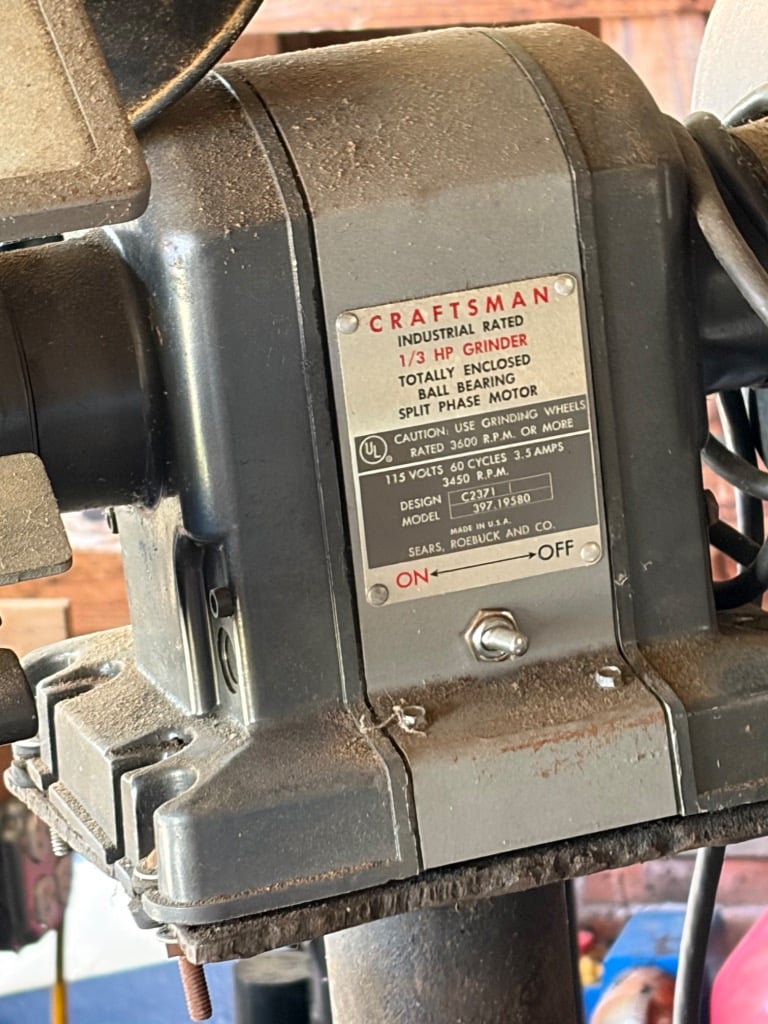 CRAFTSMAN
INDUSTRIAL RATED
1/3 HP GRINDER
TOTALLY ENCLOSED
BALL BEARING
SPLIT PHASE MOTOR
UL ®
CAUTION: USE GRINDING WHEELS
RATED 3600 R.P.M. OR MORE
115 VOLTS 60 CYCLES 3.5 AMPS
3450 R.P.M.
DESIGN C2371
MODEL 397.19580
MADE IN U.S.A.
SEARS, ROEBUCK AND CO.
ON OFF